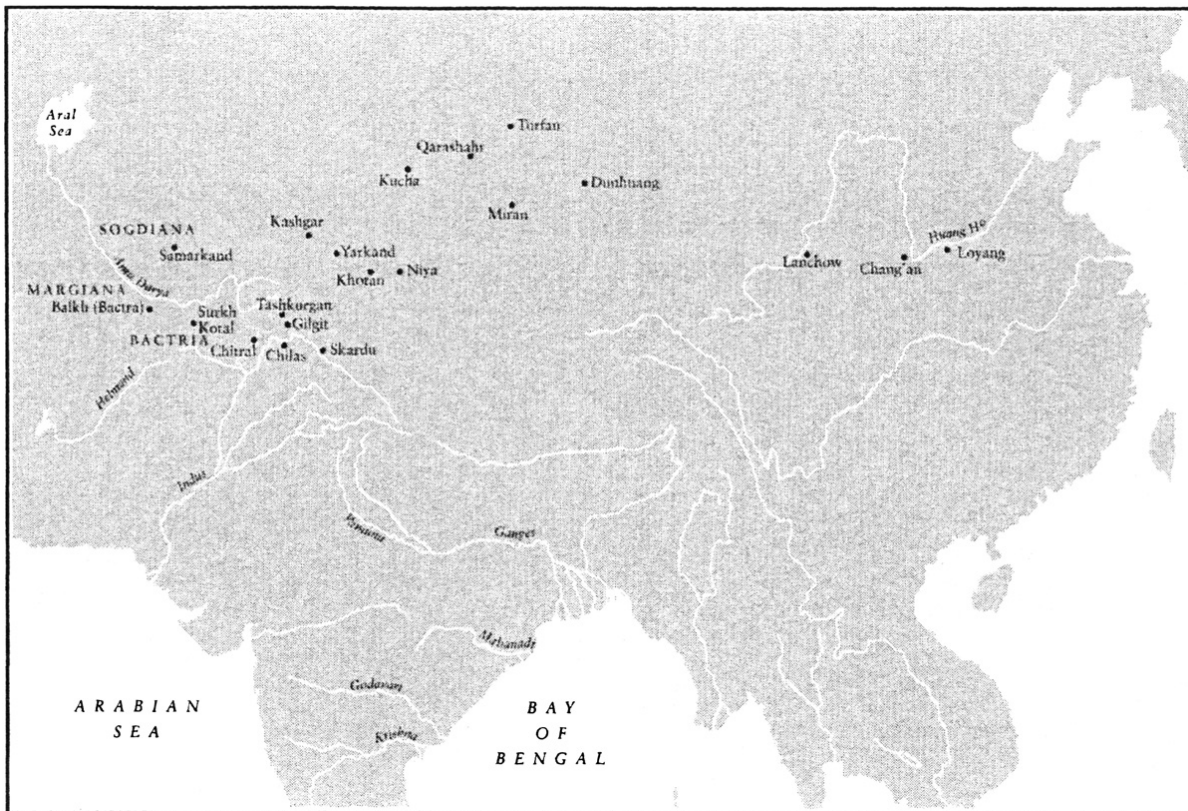 Aral
Sea
Turfan
Qarashahr
Kucha
Dunhuang
Miran
Kashgar
SOGDIANA
Samarkand
Yarkand
Khotan
Niya
Huang Ho
Loyang
Lanchow
Chang'an
Amu Darya
MARGIANA
Balkh (Bactra)
Surkh
Kotal
Tashkurgan
Gilgit
BACTRIA
Chitral
Chilas
Skardu
Helmand
Indus
Yamuna
Ganges
Mahanadi
Godavari
Krishna
ARABIAN
SEA
BAY
OF
BENGAL